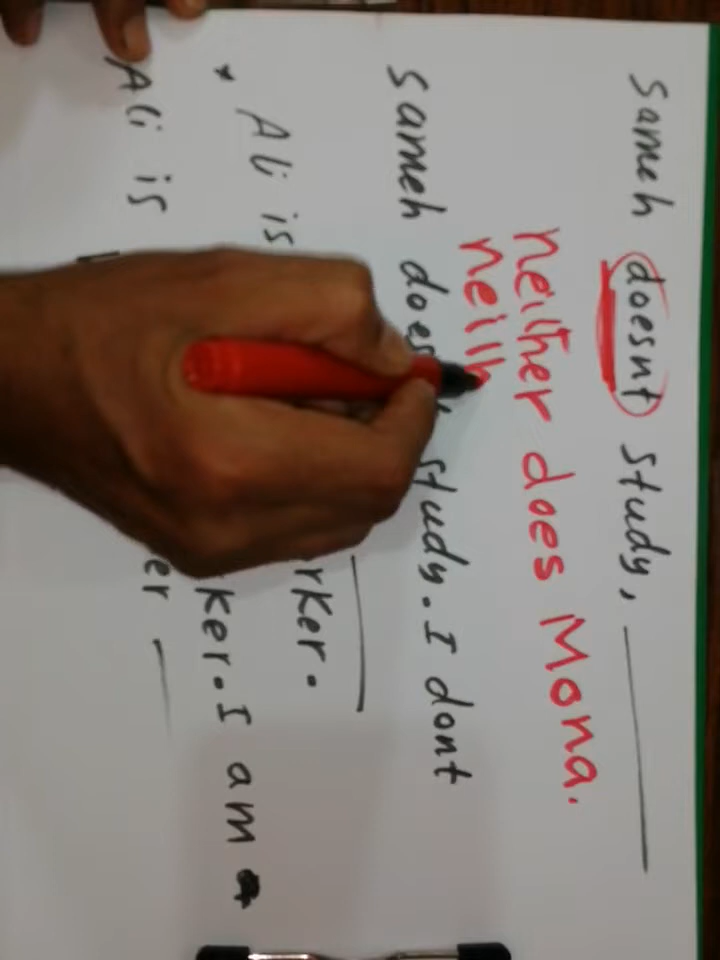 Sameh doesnt study,
neither does Mona.
neith
Sameh does study. I dont
rker.
* Ali is ker. I am
Ali is er